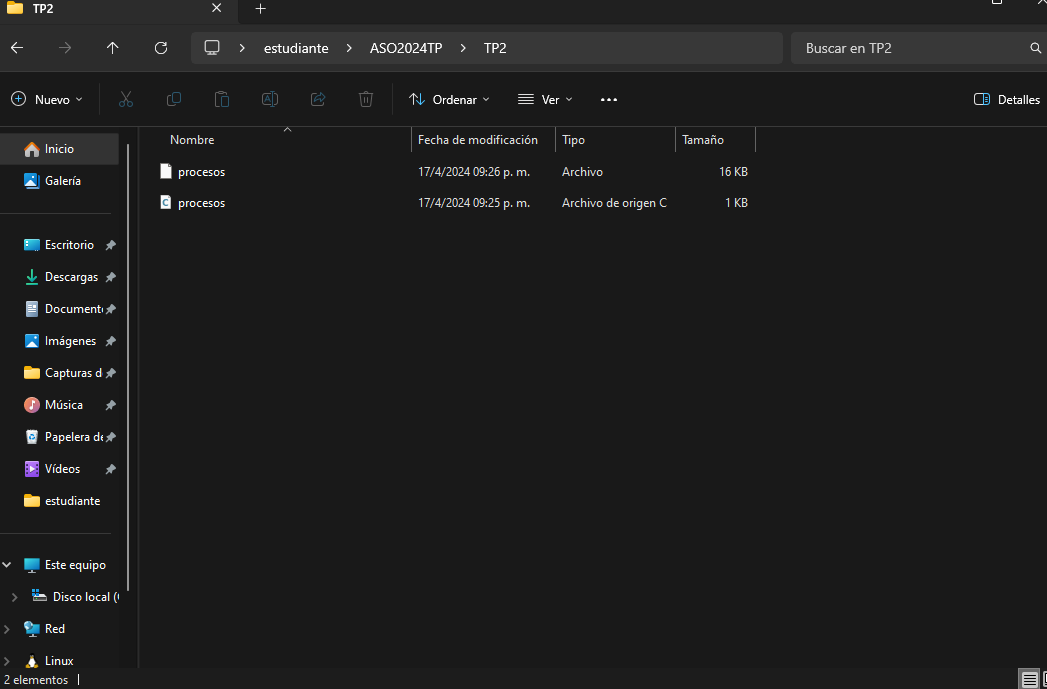 TP2
estudiante > ASO2024TP > TP2
Buscar en TP2
Nuevo
Ordenar
Ver
Detalles
Nombre Fecha de modificación Tipo Tamaño
procesos 17/4/2024 09:26 p. m. Archivo 16 KB
procesos 17/4/2024 09:25 p. m. Archivo de origen C 1 KB
Inicio
Galería
Escritorio
Descargas
Document
Imágenes
Capturas d
Música
Papelera de
Vídeos
estudiante
Este equipo
Disco local (
Red
Linux
2 elementos